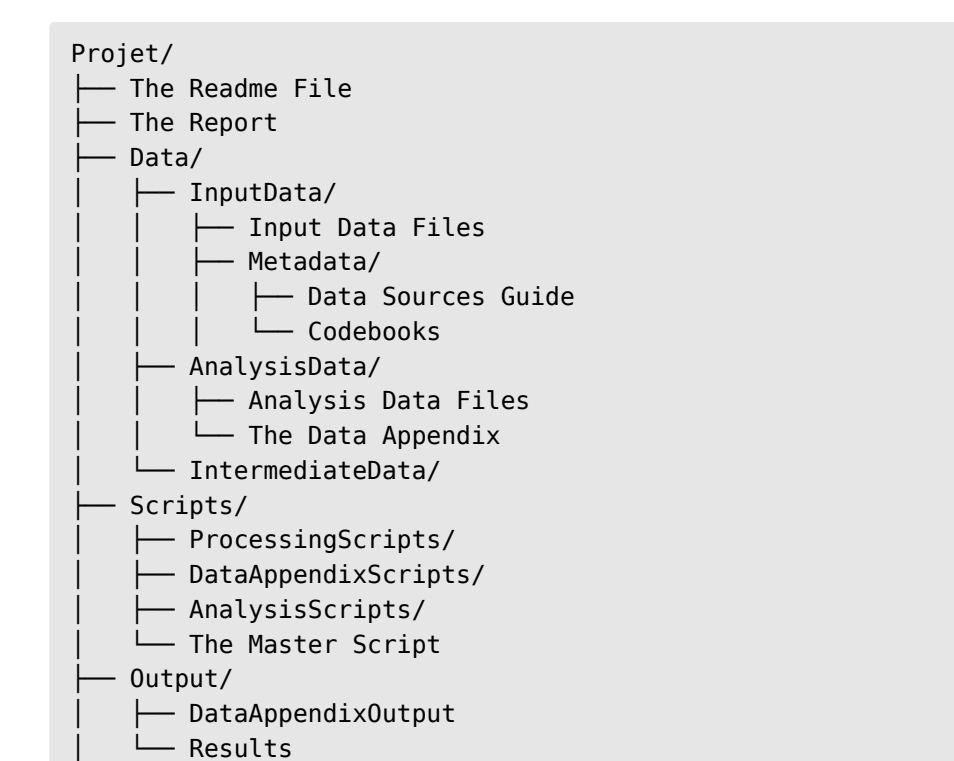 Projet/
├── The Readme File
├── The Report
├── Data/
│   ├── InputData/
│   │   ├── Input Data Files
│   │   ├── Metadata/
│   │   │   ├── Data Sources Guide
│   │   │   └── Codebooks
│   ├── AnalysisData/
│   │   ├── Analysis Data Files
│   │   └── The Data Appendix
│   └── IntermediateData/
├── Scripts/
│   ├── ProcessingScripts/
│   ├── DataAppendixScripts/
│   ├── AnalysisScripts/
│   └── The Master Script
├── Output/
│   ├── DataAppendixOutput
│   └── Results